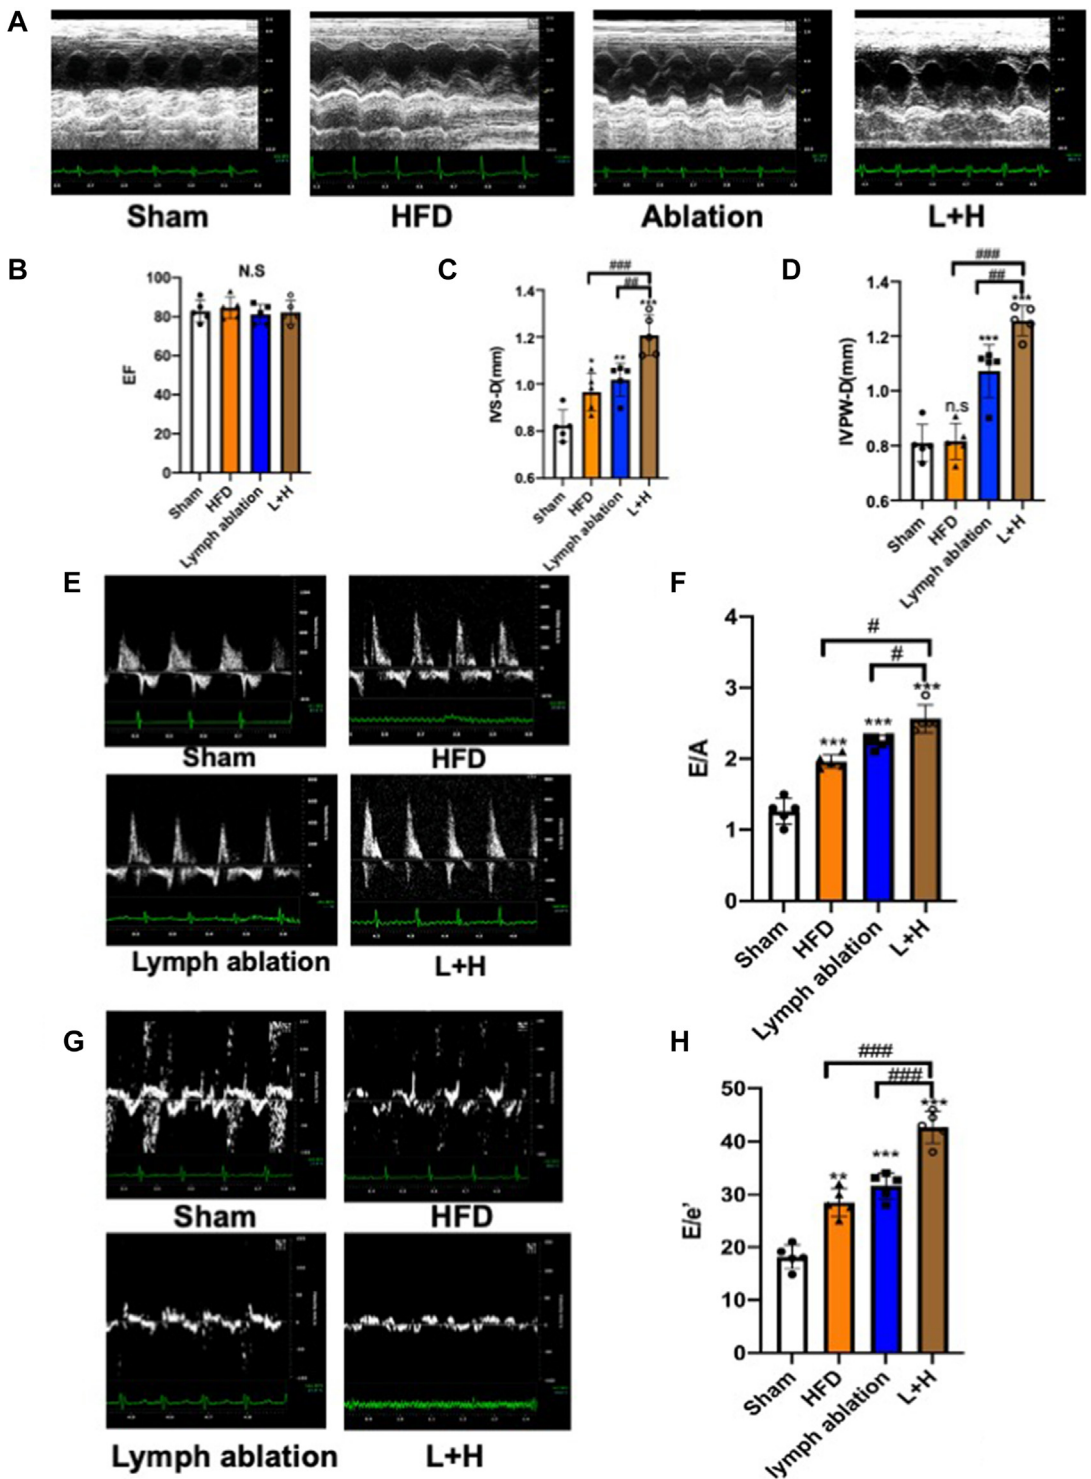 A
Sham
HFD
Ablation
L+H
B
N.S
100
80
60
40
20
0
EF
Sham
HFD
Lymph ablation
L+H
C
###
##
***
**
*
1.4
1.2
1.0
0.8
0.6
IVS-D(mm)
Sham
HFD
Lymph ablation
L+H
D
###
##
***
***
n.s
1.4
1.2
1.0
0.8
0.6
IVPW-D(mm)
Sham
HFD
Lymph ablation
L+H
E
Sham
HFD
Lymph ablation
L+H
F
#
#
***
***
***
4
3
2
1
0
E/A
Sham
HFD
Lymph ablation
L+H
G
Sham
HFD
Lymph ablation
L+H
H
###
###
***
***
**
50
40
30
20
10
0
E/e'
Sham
HFD
lymph ablation
L+H